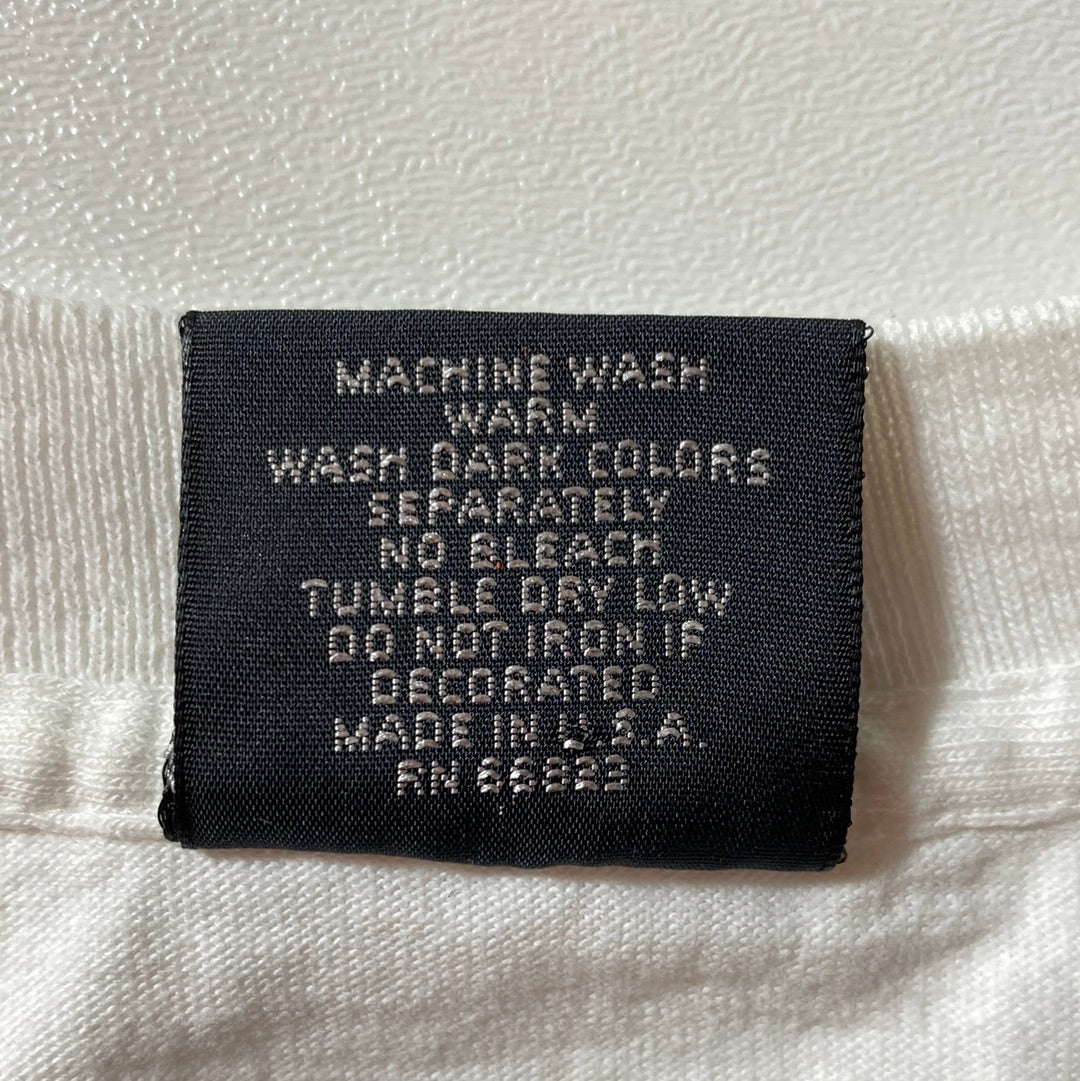 MACHINE WASH
WARM
WASH DARK COLORS
SEPARATELY
NO BLEACH
TUMBLE DRY LOW
DO NOT IRON IF
DECORATED
MADE IN U.S.A.
RN